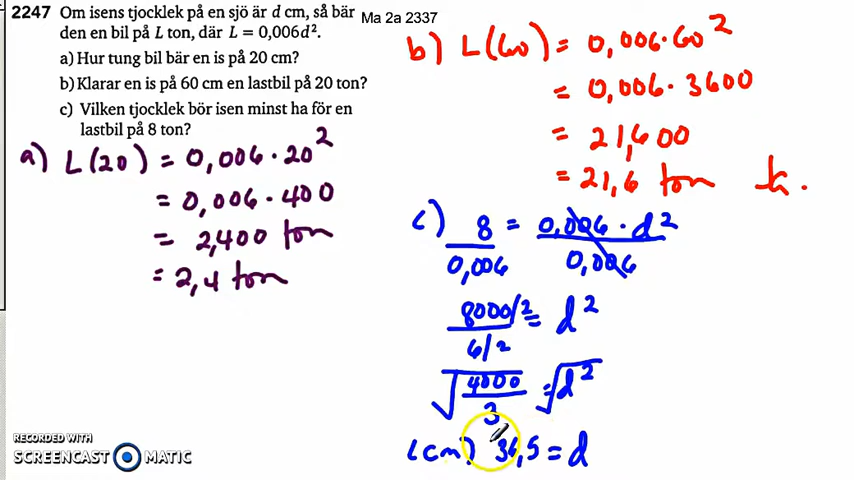 2247 Om isens tjocklek på en sjö är d cm, så bär
den en bil på L ton, där L = 0,006d².
a) Hur tung bil bär en is på 20 cm?
b) Klarar en is på 60 cm en lastbil på 20 ton?
c) Vilken tjocklek bör isen minst ha för en
lastbil på 8 ton?
Ma 2a 2337
a) L(20) = 0,006 · 20²
= 0,006 · 400
= 2,400 ton
= 2,4 ton
b) L(60) = 0,006 · 60²
= 0,006 · 3600
= 21,600
= 21,6 ton
c) 8 = 0,006 · d²
0,006 0,006
8000/2 = d²
6/2
√4000 = √d²
3
(cm) 36,5 = d
RECORDED WITH
SCREENCAST MATIC